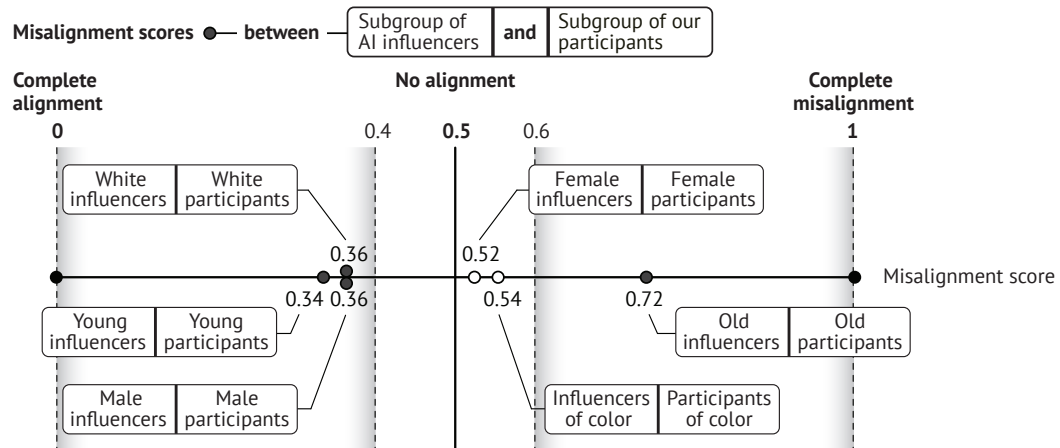 Misalignment scores between Subgroup of AI influencers and Subgroup of our participants
Complete alignment
No alignment
Complete misalignment
0
0.4
0.5
0.6
1
White influencers
White participants
Female influencers
Female participants
0.36
0.52
Misalignment score
0.34
0.36
0.54
0.72
Young influencers
Young participants
Old influencers
Old participants
Male influencers
Male participants
Influencers of color
Participants of color